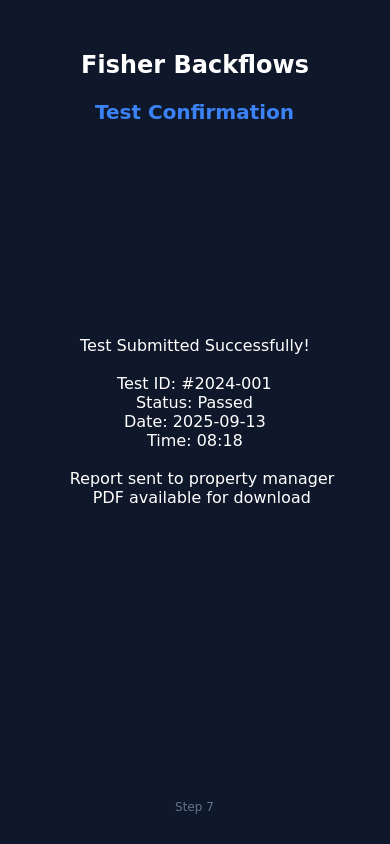 Fisher Backflows
Test Confirmation
Test Submitted Successfully!
Test ID: #2024-001
Status: Passed
Date: 2025-09-13
Time: 08:18
Report sent to property manager
PDF available for download
Step 7